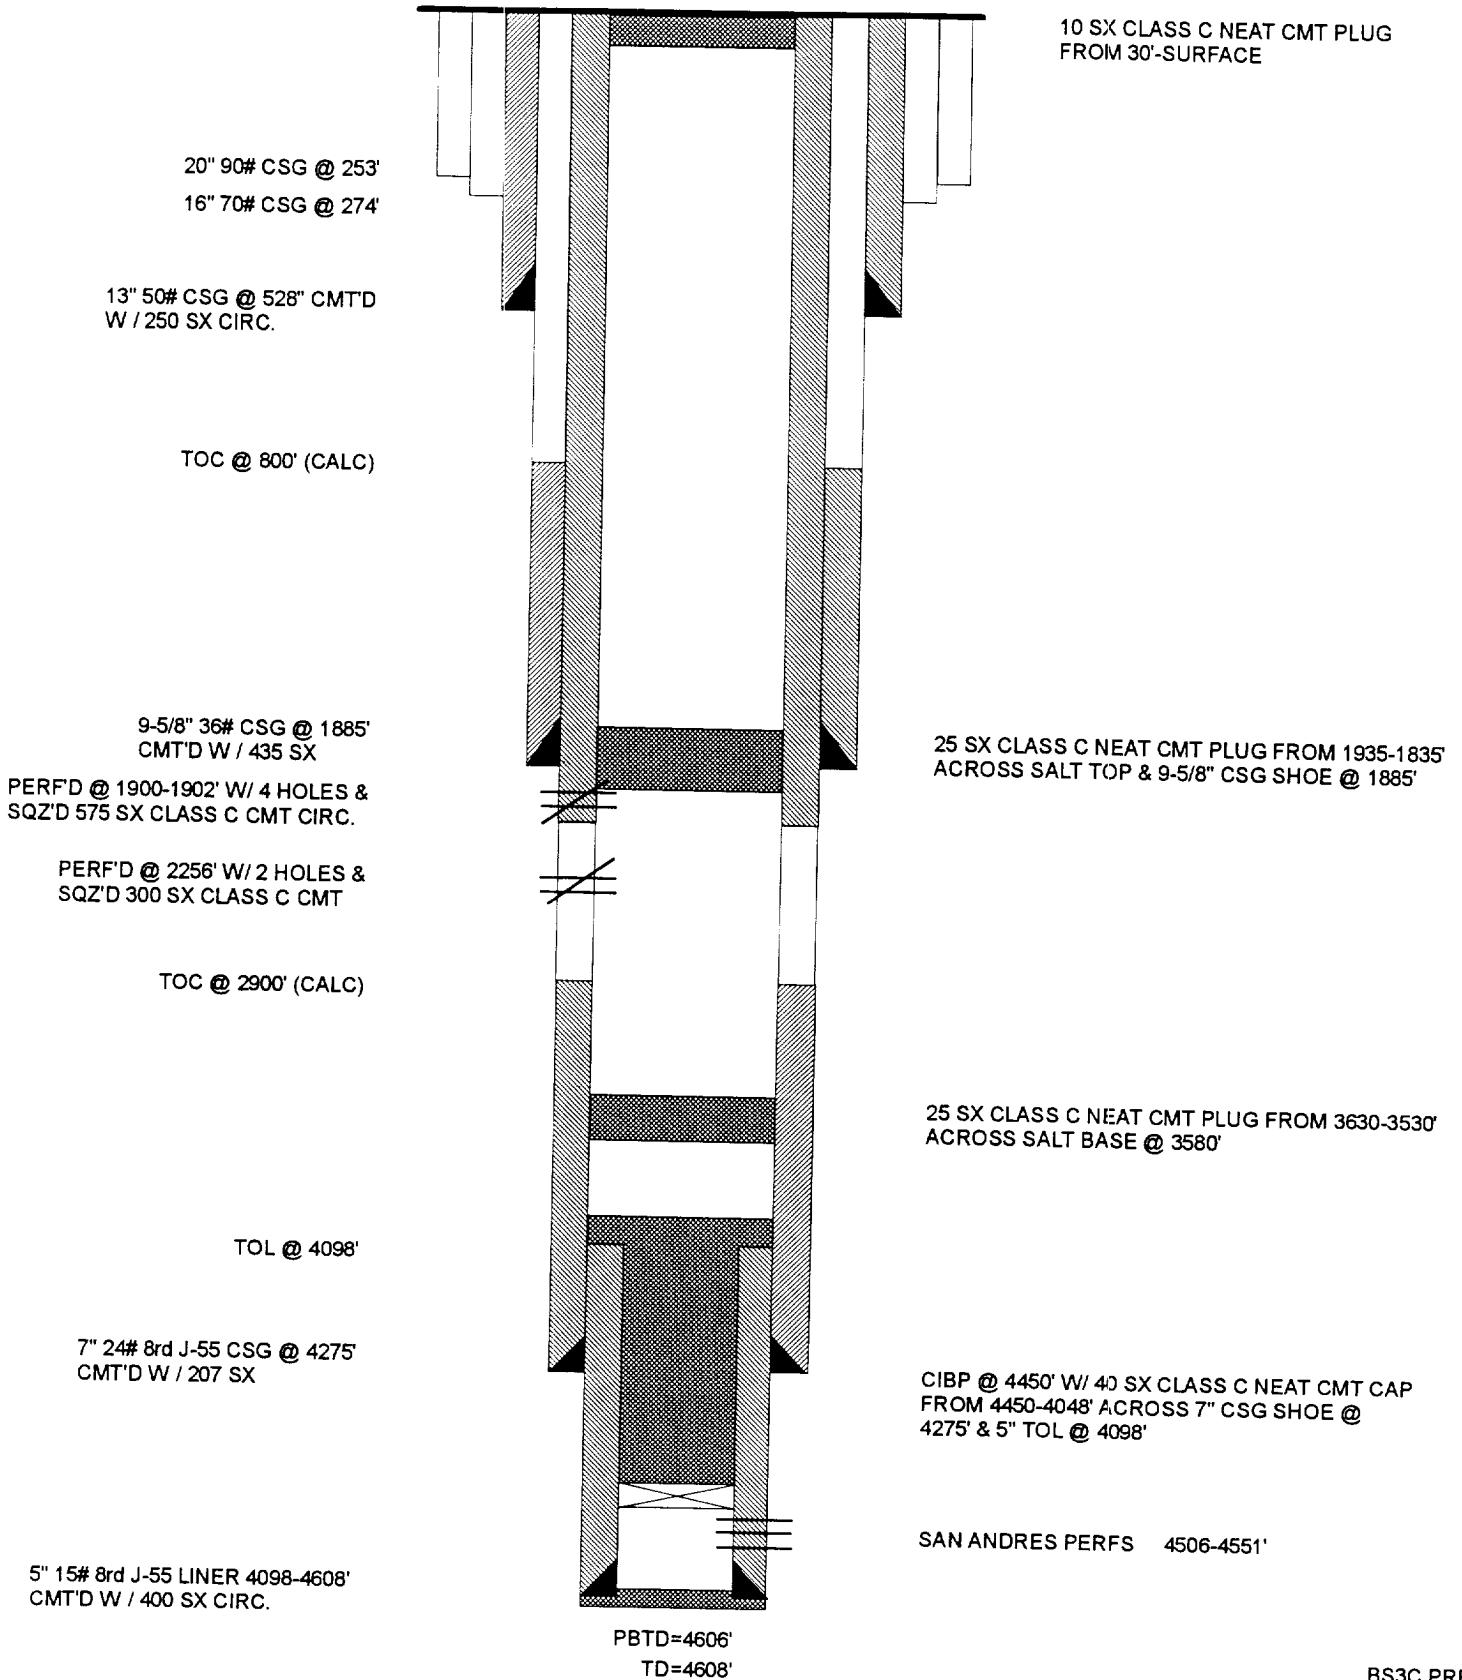 10 SX CLASS C NEAT CMT PLUG
FROM 30'-SURFACE
20" 90# CSG @ 253'
16" 70# CSG @ 274'
13" 50# CSG @ 528" CMT'D
W / 250 SX CIRC.
TOC @ 800' (CALC)
9-5/8" 36# CSG @ 1885'
CMT'D W / 435 SX
25 SX CLASS C NEAT CMT PLUG FROM 1935-1835'
ACROSS SALT TOP & 9-5/8" CSG SHOE @ 1885'
PERF'D @ 1900-1902' W/ 4 HOLES &
SQZ'D 575 SX CLASS C CMT CIRC.
PERF'D @ 2256' W/ 2 HOLES &
SQZ'D 300 SX CLASS C CMT
TOC @ 2900' (CALC)
25 SX CLASS C NEAT CMT PLUG FROM 3630-3530'
ACROSS SALT BASE @ 3580'
TOL @ 4098'
7" 24# 8rd J-55 CSG @ 4275'
CMT'D W / 207 SX
CIBP @ 4450' W/ 40 SX CLASS C NEAT CMT CAP
FROM 4450-4048' ACROSS 7" CSG SHOE @
4275' & 5" TOL @ 4098'
SAN ANDRES PERFS 4506-4551'
5" 15# 8rd J-55 LINER 4098-4608'
CMT'D W / 400 SX CIRC.
PBTD=4606'
TD=4608'